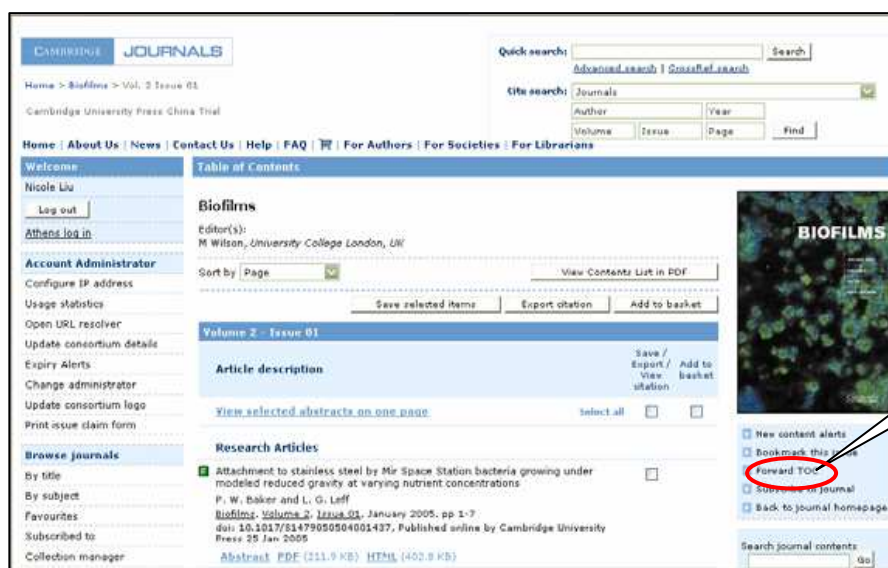 CAMBRIDGE JOURNALS
Quick search: Search
Advanced search | CrossRef search
Home > Biofilms > Vol. 2 Issue 01
Cite search: Journals
Cambridge University Press China Trial
Author Year
Volume Issue Page Find
Home | About Us | News | Contact Us | Help | FAQ | | For Authors | For Societies | For Librarians
Welcome
Nicole Liu
Log out
Athens log in
Account Administrator
Configure IP address
Usage statistics
Open URL resolver
Update consortium details
Expiry Alerts
Change administrator
Update consortium logo
Print issue claim form
Browse journals
By title
By subject
Favourites
Subscribed to
Collection manager
Table of Contents
Biofilms
Editor(s):
M Wilson, University College London, UK
Sort by Page View Contents List in PDF
Save selected items Export citation Add to basket
Volume 2 - Issue 01
Article description
Save /
Export /
View
citation
Add to
basket
View selected abstracts on one page Select all
Research Articles
Attachment to stainless steel by Mir Space Station bacteria growing under
modeled reduced gravity at varying nutrient concentrations
P. W. Baker and L. G. Leff
Biofilms, Volume 2, Issue 01, January 2005, pp 1-7
doi: 10.1017/S1479050504001437, Published online by Cambridge University
Press 25 Jan 2005
Abstract PDF (211.9 KB) HTML (402.8 KB)
BIOFILMS
New content alerts
Bookmark this issue
Forward TOC
Subscribe to journal
Back to journal homepage
Search journal contents
Go